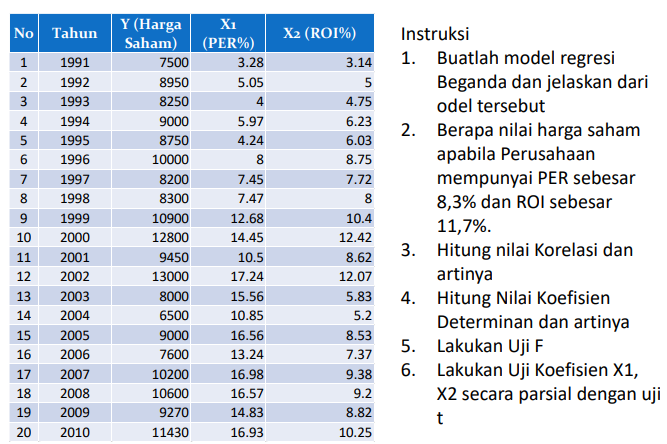 No Tahun Y (Harga Saham) X1 (PER%) X2 (ROI%)
1 1991 7500 3.28 3.14
2 1992 8950 5.05 5
3 1993 8250 4 4.75
4 1994 9000 5.97 6.23
5 1995 8750 4.24 6.03
6 1996 10000 8 8.75
7 1997 8200 7.45 7.72
8 1998 8300 7.47 8
9 1999 10900 12.68 10.4
10 2000 12800 14.45 12.42
11 2001 9450 10.5 8.62
12 2002 13000 17.24 12.07
13 2003 8000 15.56 5.83
14 2004 6500 10.85 5.2
15 2005 9000 16.56 8.53
16 2006 7600 13.24 7.37
17 2007 10200 16.98 9.38
18 2008 10600 16.57 9.2
19 2009 9270 14.83 8.82
20 2010 11430 16.93 10.25
Instruksi
1. Buatlah model regresi
Beganda dan jelaskan dari
odel tersebut
2. Berapa nilai harga saham
apabila Perusahaan
mempunyai PER sebesar
8,3% dan ROI sebesar
11,7%.
3. Hitung nilai Korelasi dan
artinya
4. Hitung Nilai Koefisien
Determinan dan artinya
5. Lakukan Uji F
6. Lakukan Uji Koefisien X1,
X2 secara parsial dengan uji
t